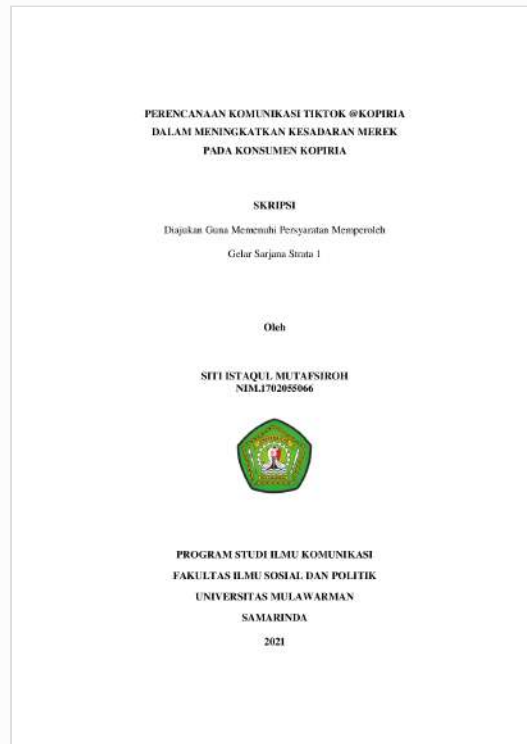 PERENCANAAN KOMUNIKASI TIKTOK @KOPIRIA
DALAM MENINGKATKAN KESADARAN MEREK
PADA KONSUMEN KOPIRIA
SKRIPSI
Diajukan Guna Memenuhi Persyaratan Memperoleh
Gelar Sarjana Strata 1
Oleh
SITI ISTAQUL MUTAFSIROH
NIM.1702055066
PROGRAM STUDI ILMU KOMUNIKASI
FAKULTAS ILMU SOSIAL DAN POLITIK
UNIVERSITAS MULAWARMAN
SAMARINDA
2021